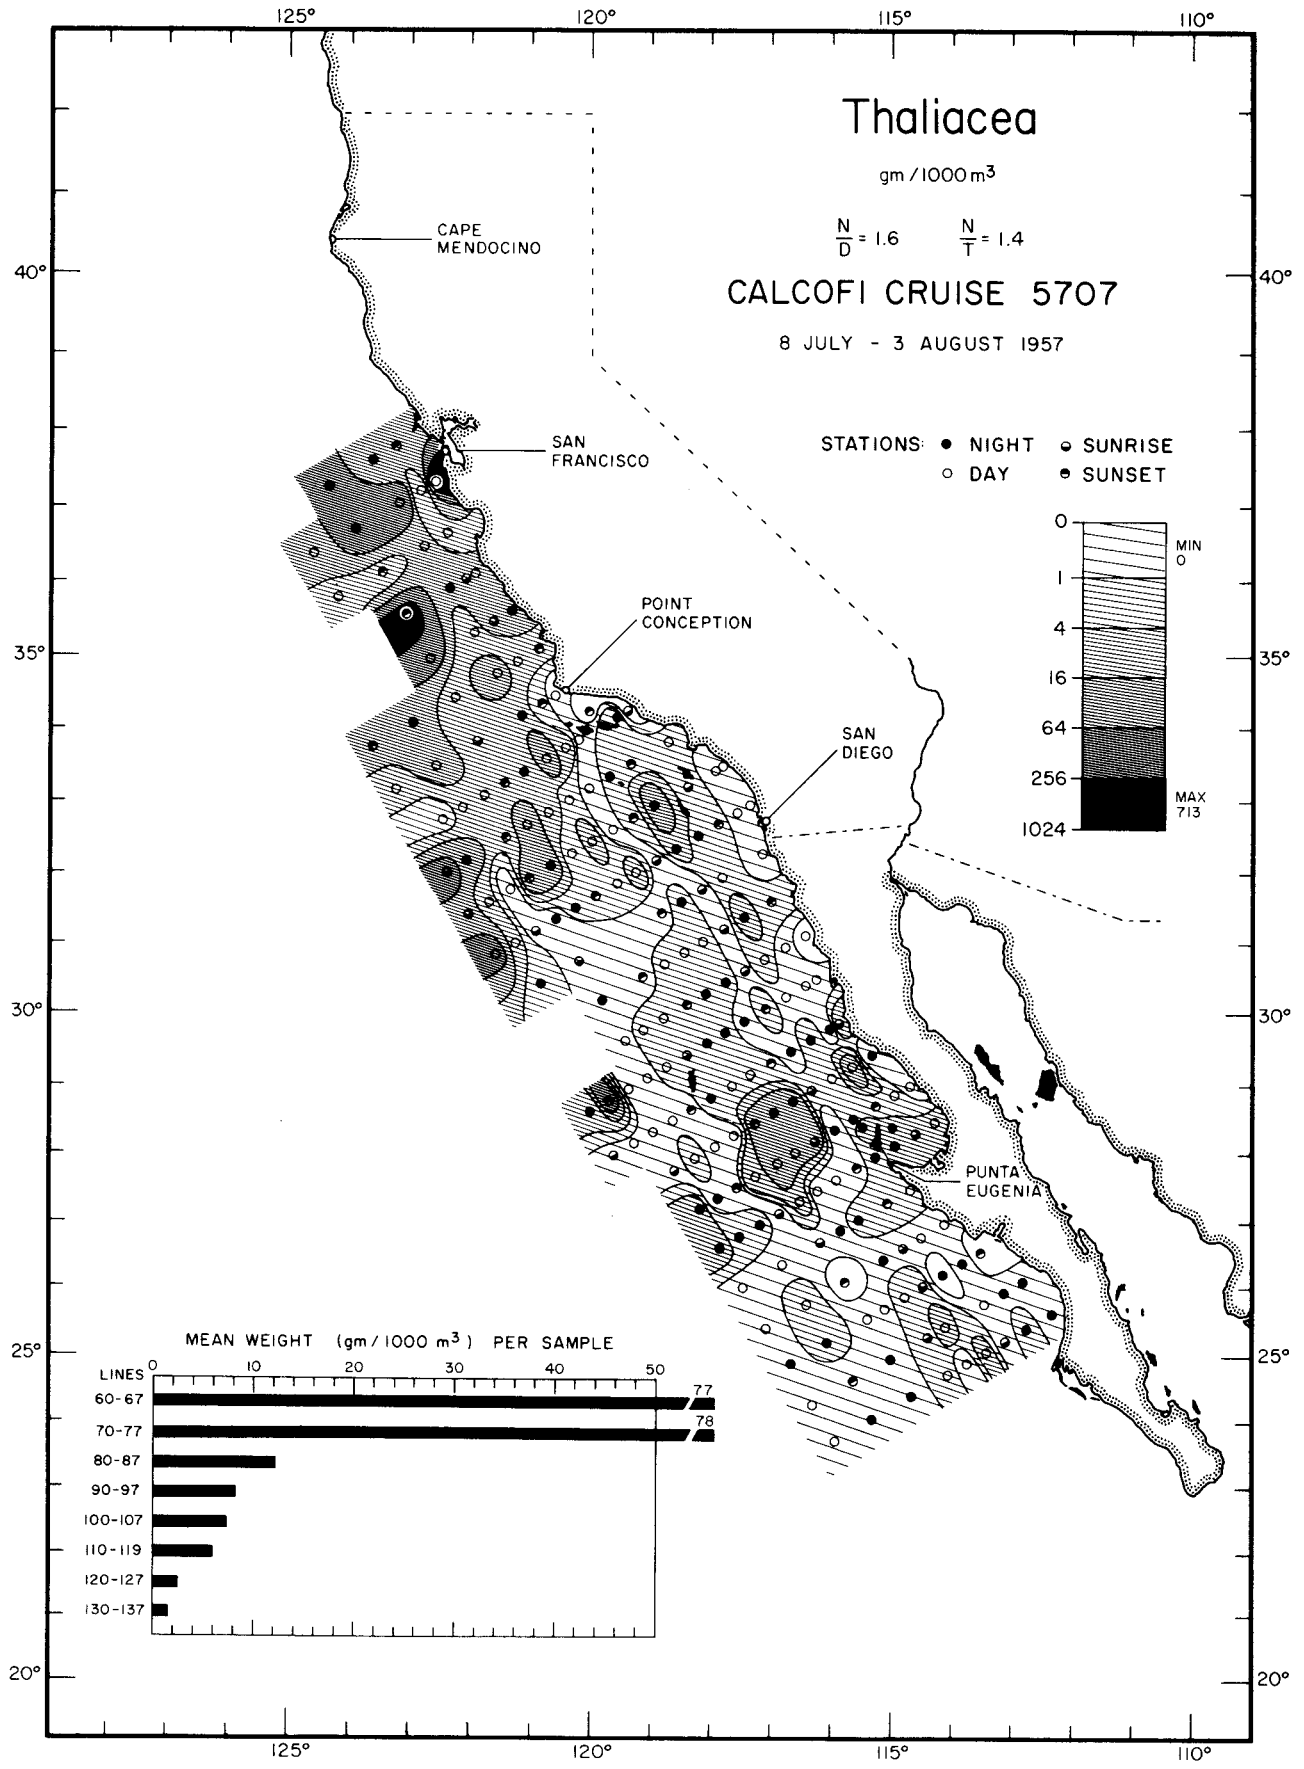 125°
120°
115°
110°
Thaliacea
gm/1000 m³
N/D = 1.6 N/T = 1.4
CALCOFI CRUISE 5707
8 JULY - 3 AUGUST 1957
CAPE
MENDOCINO
40°
40°
SAN
FRANCISCO
STATIONS: ● NIGHT SUNRISE
○ DAY SUNSET
0
MIN
0
1
4
16
64
256
MAX
713
1024
POINT
CONCEPTION
35°
35°
SAN
DIEGO
30°
30°
PUNTA
EUGENIA
MEAN WEIGHT (gm/1000 m³) PER SAMPLE
25°
25°
LINES
0 10 20 30 40 50
60-67
77
70-77
78
80-87
90-97
100-107
110-119
120-127
130-137
20°
20°
125°
120°
115°
110°